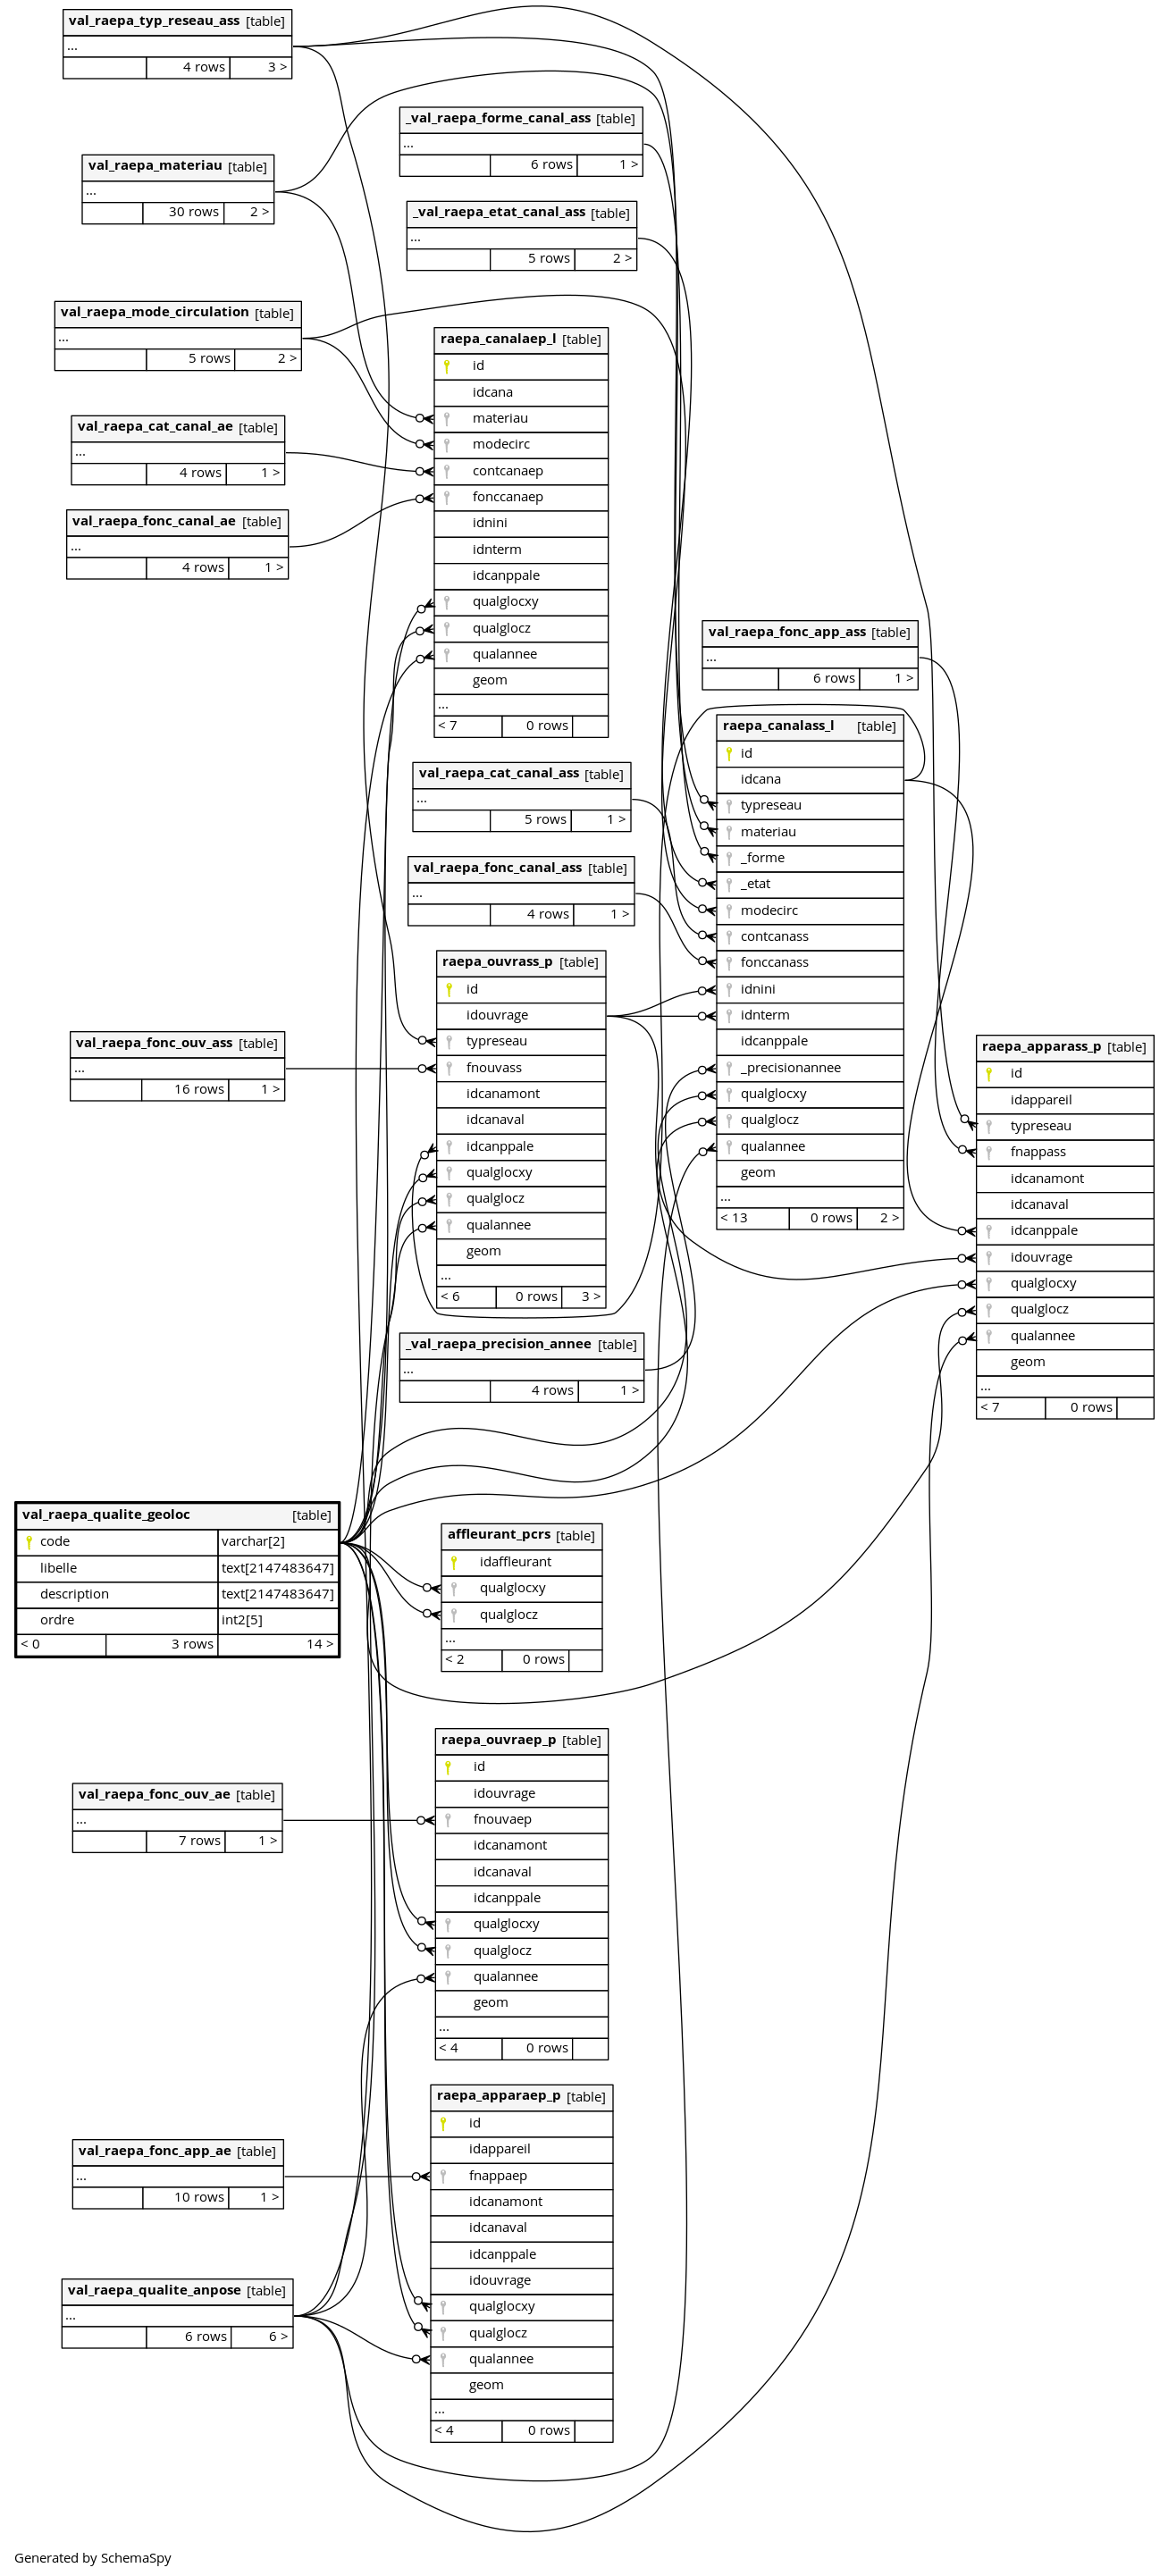 val_raepa_typ_reseau_ass [table]
...
4 rows 3 >
_val_raepa_forme_canal_ass [table]
...
6 rows 1 >
val_raepa_materiau [table]
...
30 rows 2 >
_val_raepa_etat_canal_ass [table]
...
5 rows 2 >
val_raepa_mode_circulation [table]
...
5 rows 2 >
raepa_canalaep_l [table]
id
idcana
materiau
modecirc
contcanaep
fonccanaep
idnini
idnterm
idcanppale
qualglocxy
qualglocz
qualannee
geom
...
< 7 0 rows
val_raepa_cat_canal_ae [table]
...
4 rows 1 >
val_raepa_fonc_canal_ae [table]
...
4 rows 1 >
val_raepa_fonc_app_ass [table]
...
6 rows 1 >
raepa_canalass_l [table]
id
idcana
typreseau
materiau
_forme
_etat
modecirc
contcanass
fonccanass
idnini
idnterm
idcanppale
_precisionannee
qualglocxy
qualglocz
qualannee
geom
...
< 13 0 rows 2 >
val_raepa_cat_canal_ass [table]
...
5 rows 1 >
val_raepa_fonc_canal_ass [table]
...
4 rows 1 >
raepa_ouvrass_p [table]
id
idouvrage
typreseau
fnouvass
idcanamont
idcanaval
idcanppale
qualglocxy
qualglocz
qualannee
geom
...
< 6 0 rows 3 >
val_raepa_fonc_ouv_ass [table]
...
16 rows 1 >
raepa_apparass_p [table]
id
idappareil
typreseau
fnappass
idcanamont
idcanaval
idcanppale
idouvrage
qualglocxy
qualglocz
qualannee
geom
...
< 7 0 rows
_val_raepa_precision_annee [table]
...
4 rows 1 >
val_raepa_qualite_geoloc [table]
code varchar[2]
libelle text[2147483647]
description text[2147483647]
ordre int2[5]
< 0 3 rows 14 >
affleurant_pcrs [table]
idaffleurant
qualglocxy
qualglocz
...
< 2 0 rows
raepa_ouvraep_p [table]
id
idouvrage
fnouvaep
idcanamont
idcanaval
idcanppale
qualglocxy
qualglocz
qualannee
geom
...
< 4 0 rows
val_raepa_fonc_ouv_ae [table]
...
7 rows 1 >
raepa_apparaep_p [table]
id
idappareil
fnappaep
idcanamont
idcanaval
idcanppale
idouvrage
qualglocxy
qualglocz
qualannee
geom
...
< 4 0 rows
val_raepa_fonc_app_ae [table]
...
10 rows 1 >
val_raepa_qualite_anpose [table]
...
6 rows 6 >
Generated by SchemaSpy